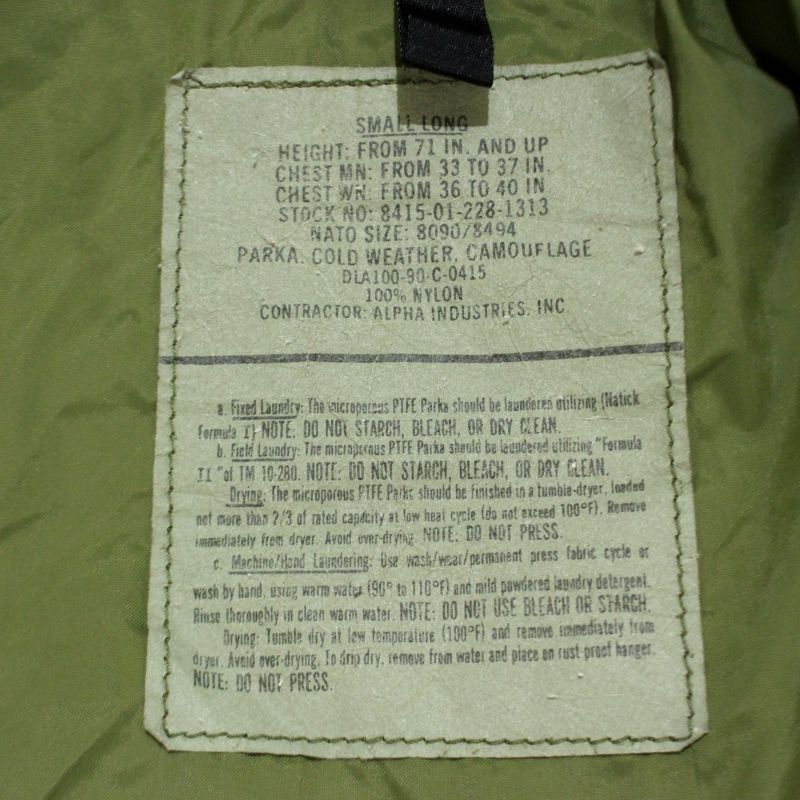 SMALL LONG
HEIGHT: FROM 71 IN. AND UP
CHEST MN: FROM 33 TO 37 IN.
CHEST WN: FROM 36 TO 40 IN
STOCK NO: 8415-01-228-1313
NATO SIZE: 8090/8494
PARKA, COLD WEATHER, CAMOUFLAGE
DLA100-90-C-0415
100% NYLON
CONTRACTOR: ALPHA INDUSTRIES, INC
a. Fixed Laundry: The microporous PTFE Parka should be laundered utilizing (Natick
Formula I) NOTE: DO NOT STARCH, BLEACH, OR DRY CLEAN.
b. Field Laundry: The microporous PTFE Parka should be laundered utilizing "Formula
II" of TM 10-280. NOTE: DO NOT STARCH, BLEACH, OR DRY CLEAN.
Drying: The microporous PTFE Parka should be finished in a tumble-dryer, loaded
not more than 2/3 of rated capacity at low heat cycle (do not exceed 100°F). Remove
immediately from dryer. Avoid over-drying. NOTE: DO NOT PRESS.
c. Machine/Hand Laundering: Use wash/wear/permanent press fabric cycle or
wash by hand, using warm water (90° to 110°F) and mild powdered laundry detergent.
Rinse thoroughly in clean warm water. NOTE: DO NOT USE BLEACH OR STARCH.
Drying: Tumble dry at low temperature (100°F) and remove immediately from
dryer. Avoid over-drying. To drip dry, remove from water and place on rust proof hanger.
NOTE: DO NOT PRESS.